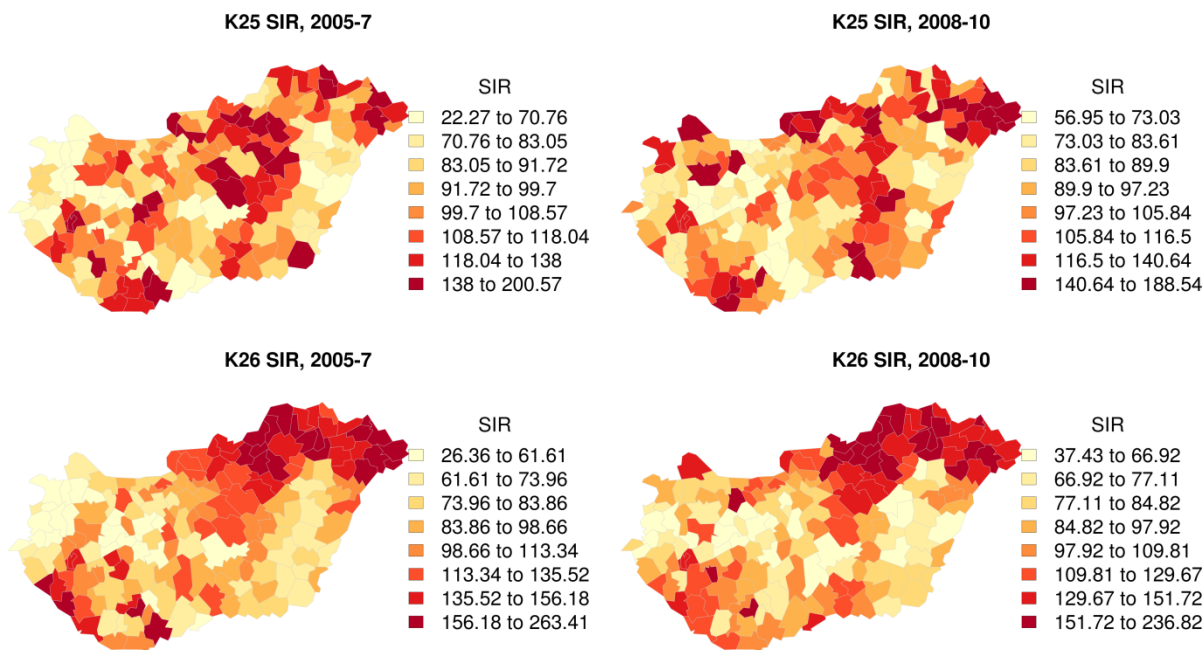 K25 SIR, 2005-7
SIR
22.27 to 70.76
70.76 to 83.05
83.05 to 91.72
91.72 to 99.7
99.7 to 108.57
108.57 to 118.04
118.04 to 138
138 to 200.57
K25 SIR, 2008-10
SIR
56.95 to 73.03
73.03 to 83.61
83.61 to 89.9
89.9 to 97.23
97.23 to 105.84
105.84 to 116.5
116.5 to 140.64
140.64 to 188.54
K26 SIR, 2005-7
SIR
26.36 to 61.61
61.61 to 73.96
73.96 to 83.86
83.86 to 98.66
98.66 to 113.34
113.34 to 135.52
135.52 to 156.18
156.18 to 263.41
K26 SIR, 2008-10
SIR
37.43 to 66.92
66.92 to 77.11
77.11 to 84.82
84.82 to 97.92
97.92 to 109.81
109.81 to 129.67
129.67 to 151.72
151.72 to 236.82